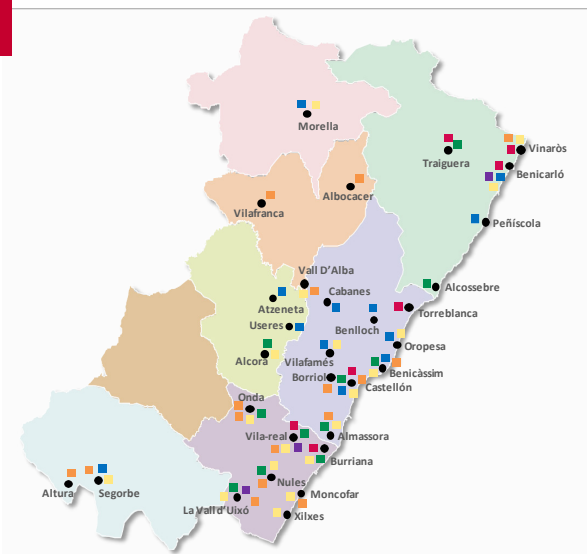 Morella
Traiguera
Vinaròs
Benicarló
Albocacer
Vilafranca
Peñíscola
Vall D'Alba
Alcossebre
Cabanes
Atzeneta
Torreblanca
Useres
Benlloch
Oropesa
Alcora
Vilafamés
Benicàssim
Borriol
Castellón
Onda
Vila-real
Almassora
Burriana
Nules
Altura
Segorbe
Moncofar
La Vall d'Uixó
Xilxes